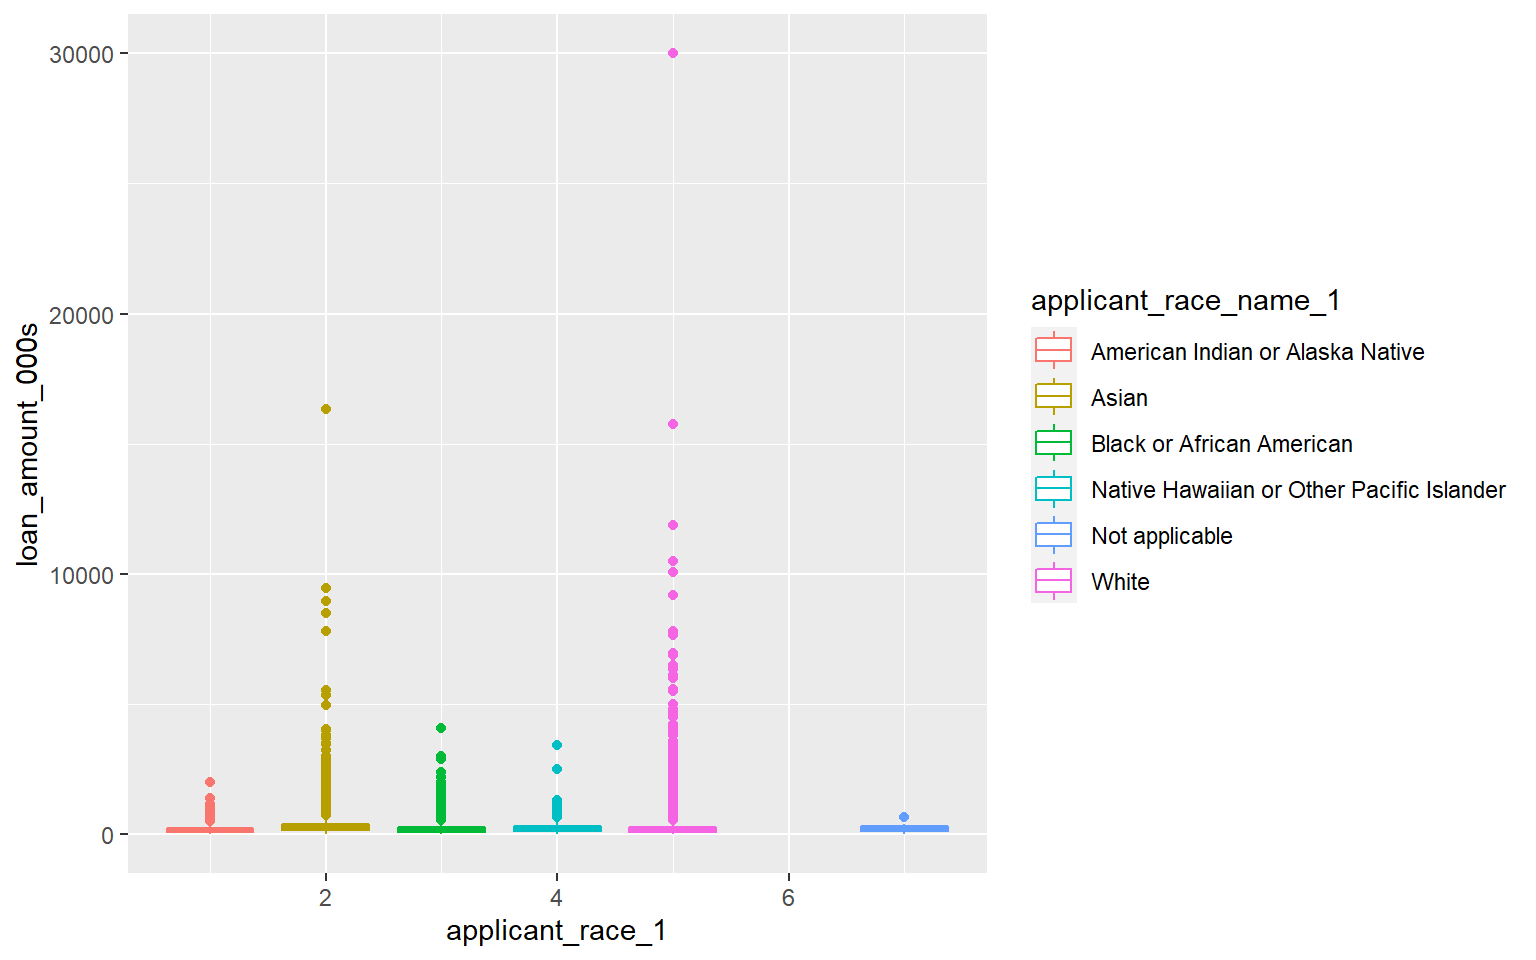 30000
20000
10000
0
loan_amount_000s
2
4
6
applicant_race_1
applicant_race_name_1
American Indian or Alaska Native
Asian
Black or African American
Native Hawaiian or Other Pacific Islander
Not applicable
White